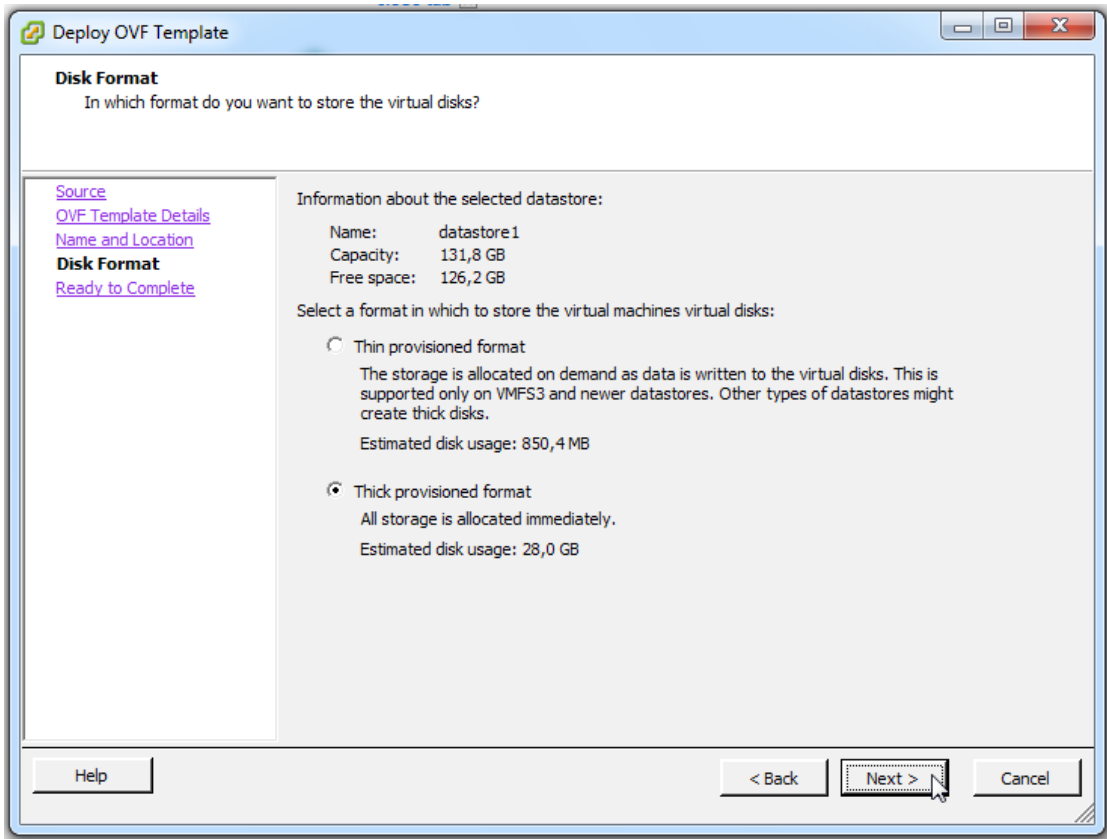 Deploy OVF Template
Disk Format
In which format do you want to store the virtual disks?
Source
OVF Template Details
Name and Location
Disk Format
Ready to Complete
Information about the selected datastore:
Name: datastore1
Capacity: 131,8 GB
Free space: 126,2 GB
Select a format in which to store the virtual machines virtual disks:
Thin provisioned format
The storage is allocated on demand as data is written to the virtual disks. This is
supported only on VMFS3 and newer datastores. Other types of datastores might
create thick disks.
Estimated disk usage: 850,4 MB
Thick provisioned format
All storage is allocated immediately.
Estimated disk usage: 28,0 GB
Help
< Back
Next >
Cancel